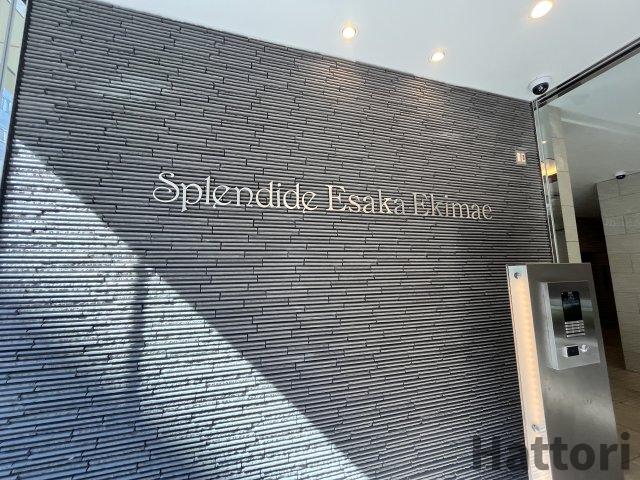 Splendide Esaka Ekimae
Hattori